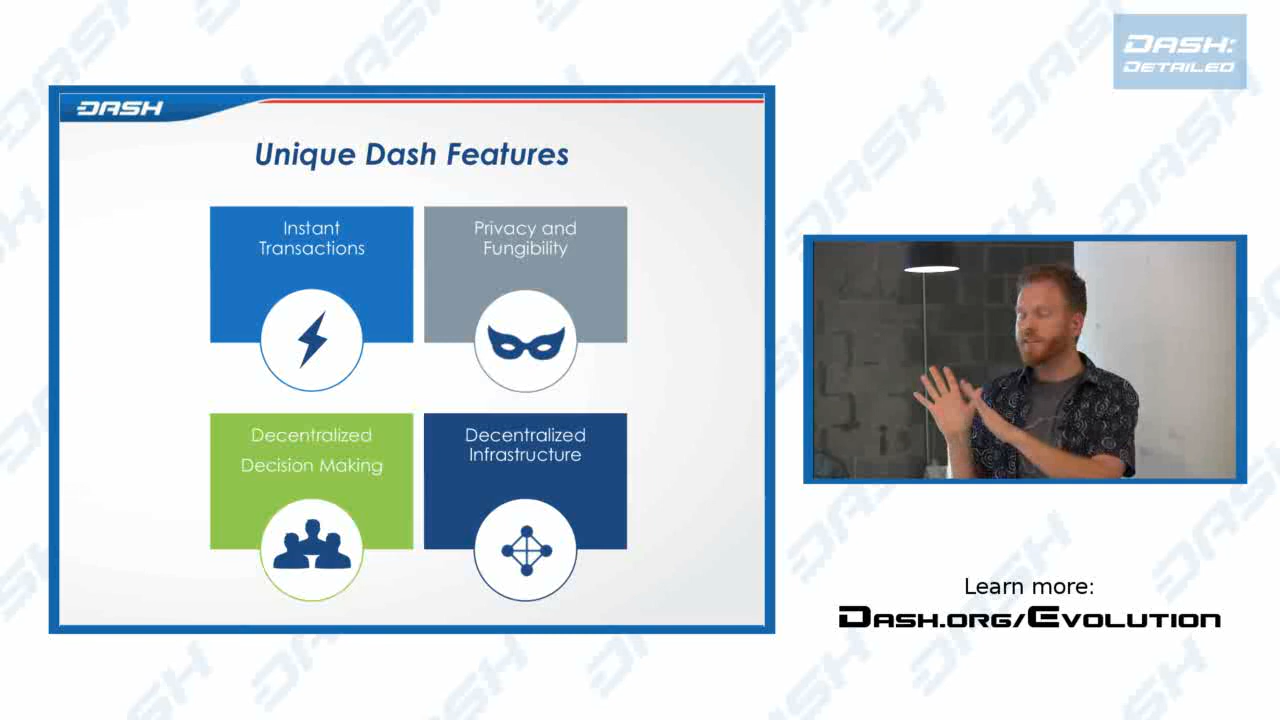 DASH:
DETAILED
DASH
Unique Dash Features
Instant
Transactions
Privacy and
Fungibility
Decentralized
Decision Making
Decentralized
Infrastructure
Learn more:
DASH.ORG/EVOLUTION